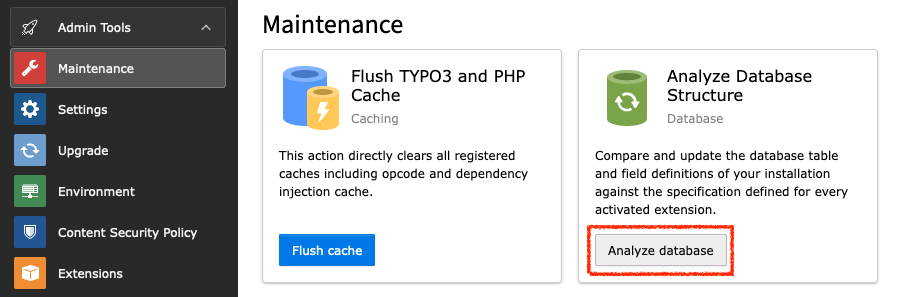 Admin Tools
Maintenance
Settings
Upgrade
Environment
Content Security Policy
Extensions
Maintenance
Flush TYPO3 and PHP
Cache
Caching
This action directly clears all registered
caches including opcode and dependency
injection cache.
Flush cache
Analyze Database
Structure
Database
Compare and update the database table
and field definitions of your installation
against the specification defined for every
activated extension.
Analyze database